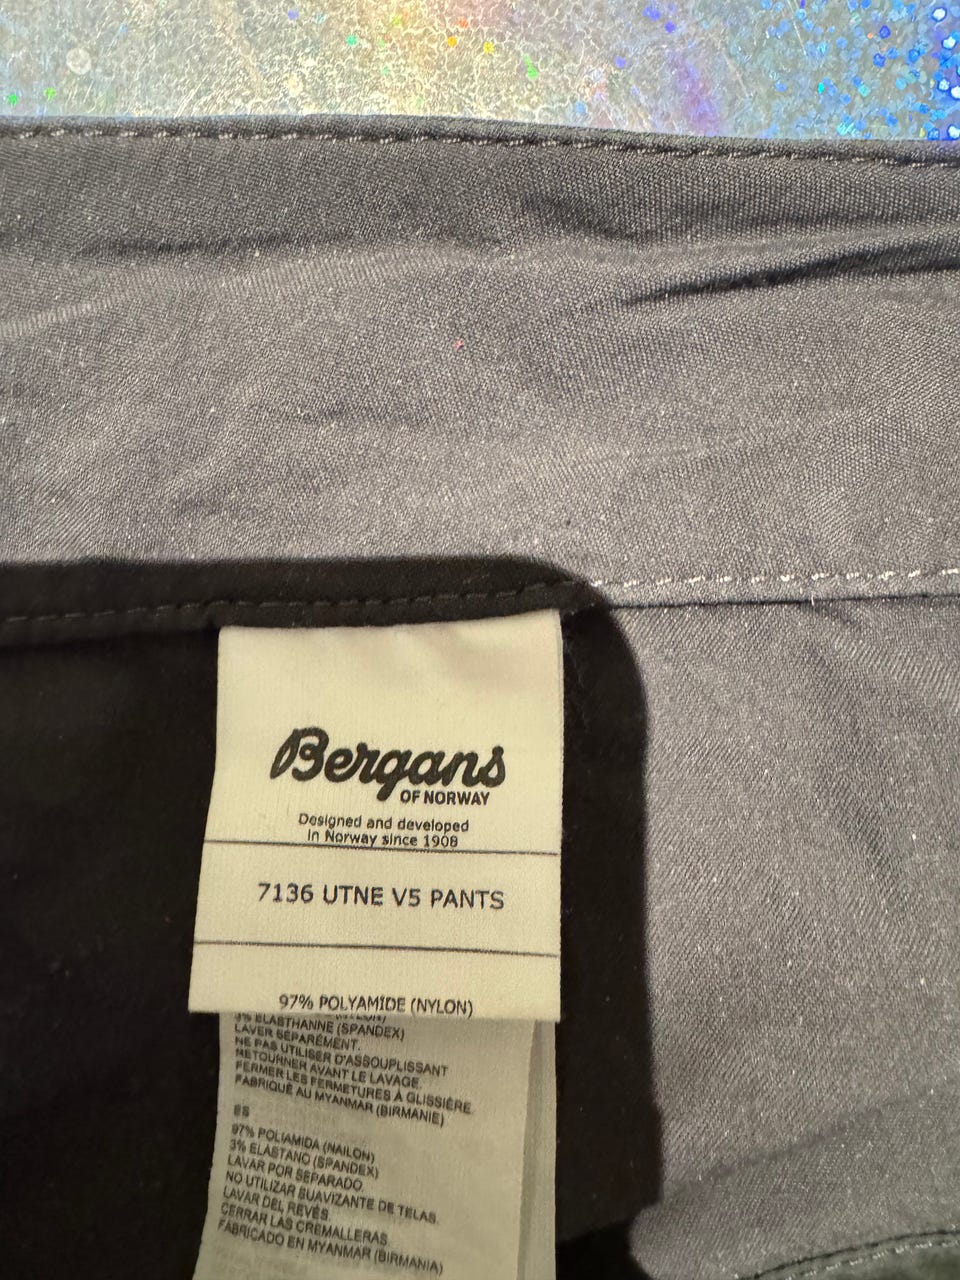 Bergans
OF NORWAY
Designed and developed
in Norway since 1908
7136 UTNE V5 PANTS
97% POLYAMIDE (NYLON)
3% ELASTHANNE (SPANDEX)
LAVER SÉPARÉMENT.
NE PAS UTILISER D'ASSOUPLISSANT
RETOURNER AVANT LE LAVAGE.
FERMER LES FERMETURES À GLISSIÈRE.
FABRIQUÉ AU MYANMAR (BIRMANIE)
ES
97% POLIAMIDA (NAILON)
3% ELASTANO (SPANDEX)
LAVAR POR SEPARADO.
NO UTILIZAR SUAVIZANTE DE TELAS.
LAVAR DEL REVÉS.
CERRAR LAS CREMALLERAS.
FABRICADO EN MYANMAR (BIRMANIA)